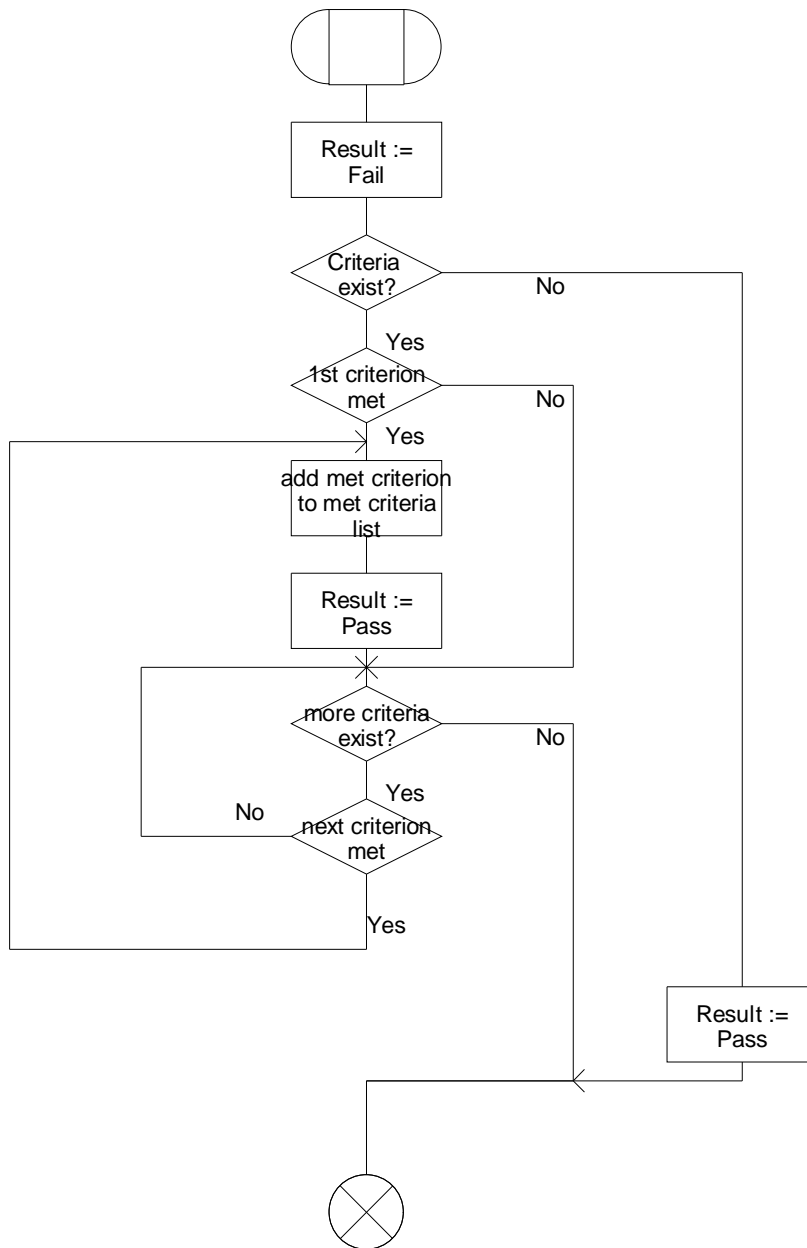 Result :=
Fail
Criteria
exist?
No
Yes
1st criterion
met
No
Yes
add met criterion
to met criteria
list
Result :=
Pass
more criteria
exist?
No
Yes
No
next criterion
met
Yes
Result :=
Pass